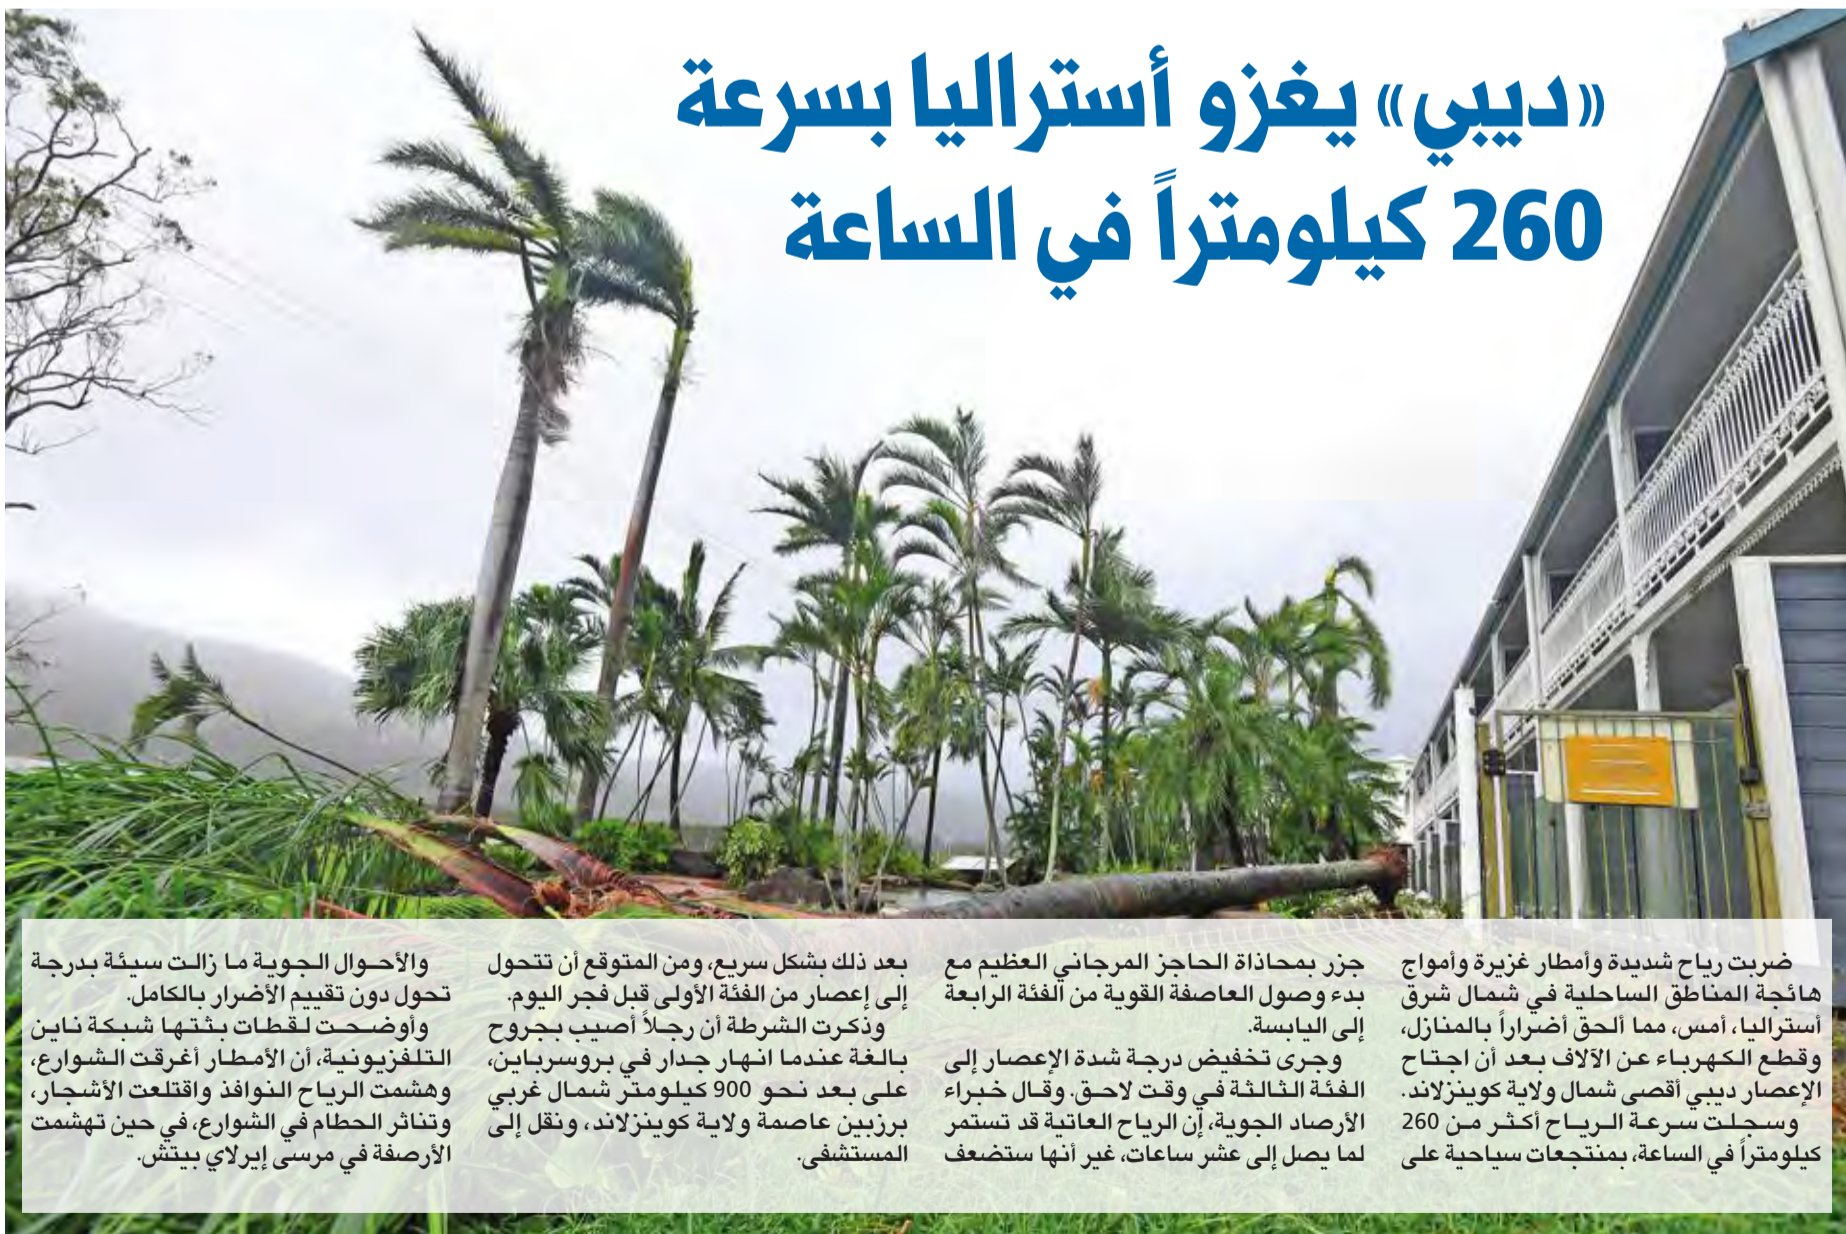 «ديبي» يغزو أستراليا بسرعة
260 كيلومتراً في الساعة
ضربت رياح شديدة وأمطار غزيرة وأمواج
هائجة المناطق الساحلية في شمال شرق
أستراليا، أمس، مما ألحق أضراراً بالمنازل،
وقطع الكهرباء عن الآلاف بعد أن اجتاح
الإعصار ديبي أقصى شمال ولاية كوينزلاند.
وسجلت سرعة الرياح أكثر من 260
كيلومتراً في الساعة، بمنتجعات سياحية على
جزر بمحاذاة الحاجز المرجاني العظيم مع
بدء وصول العاصفة القوية من الفئة الرابعة
إلى اليابسة.
وجرى تخفيض درجة شدة الإعصار إلى
الفئة الثالثة في وقت لاحق. وقال خبراء
الأرصاد الجوية، إن الرياح العاتية قد تستمر
لما يصل إلى عشر ساعات، غير أنها ستضعف
بعد ذلك بشكل سريع، ومن المتوقع أن تتحول
إلى إعصار من الفئة الأولى قبل فجر اليوم.
وذكرت الشرطة أن رجلاً أصيب بجروح
بالغة عندما انهار جدار في بروسرباين،
على بعد نحو 900 كيلومتر شمال غربي
برزبين عاصمة ولاية كوينزلاند، ونقل إلى
المستشفى.
والأحوال الجوية ما زالت سيئة بدرجة
تحول دون تقييم الأضرار بالكامل.
وأوضحت لقطات بثتها شبكة ناين
التلفزيونية، أن الأمطار أغرقت الشوارع،
وهشمت الرياح النوافذ واقتلعت الأشجار،
وتناثر الحطام في الشوارع، في حين تهشمت
الأرصفة في مرسى إيرلاي بيتش.